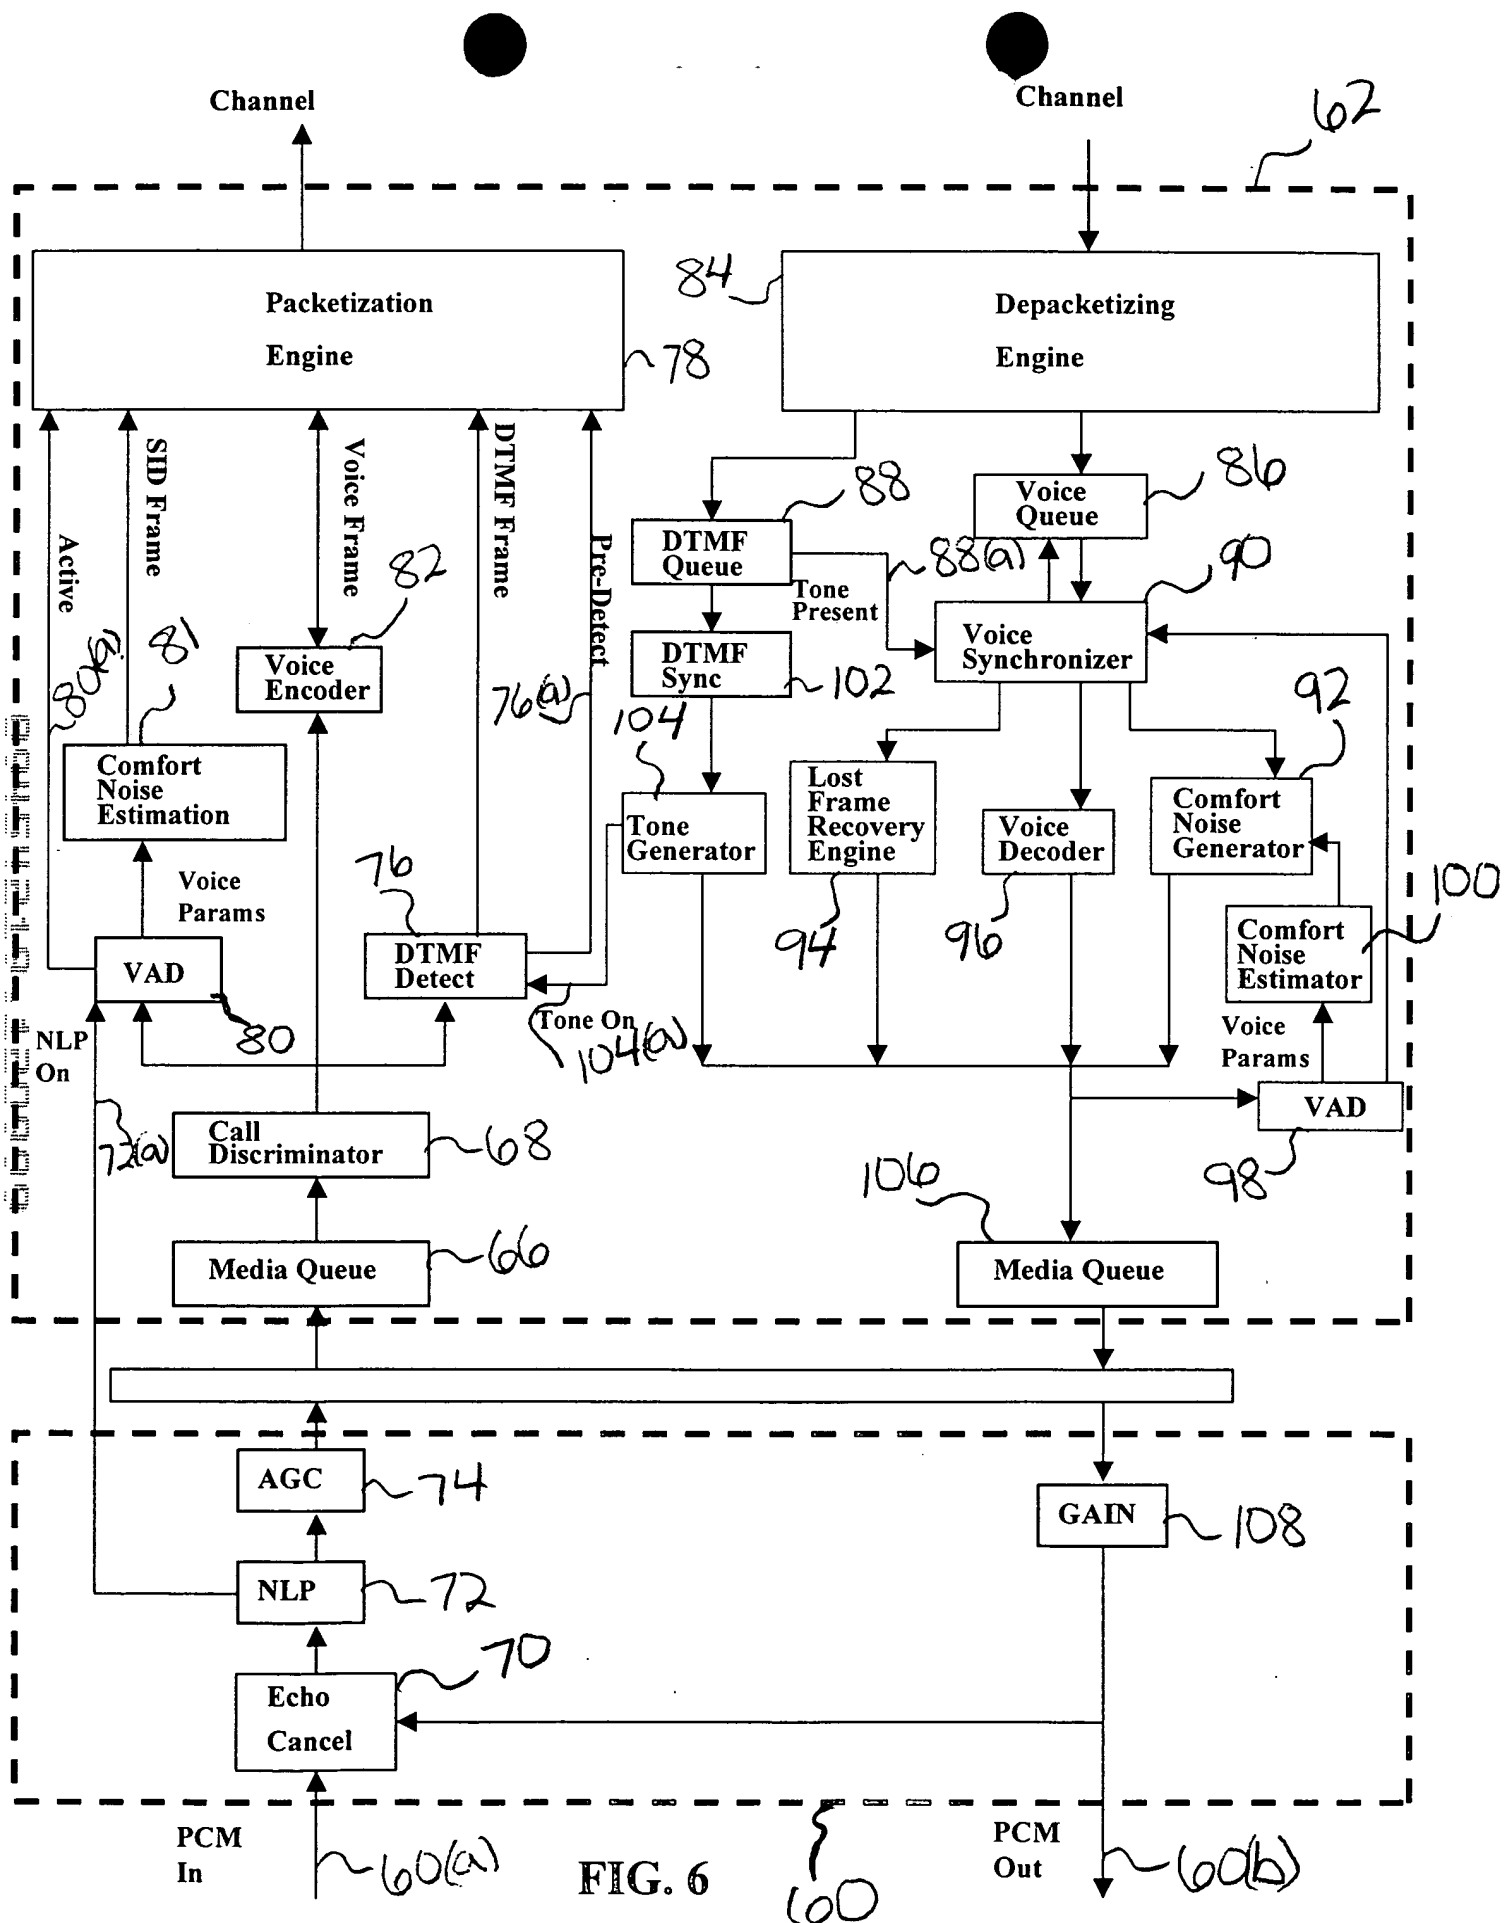 Channel
Channel
62
Packetization
Engine
78
84
Depacketizing
Engine
Active
SID Frame
Voice Frame
DTMF Frame
Pre-Detect
80(a)
81
82
76(a)
88
DTMF
Queue
Tone
Present
88(a)
86
Voice
Queue
90
Voice
Synchronizer
DTMF
Sync
102
104
Voice
Encoder
92
Comfort
Noise
Estimation
Tone
Generator
Lost
Frame
Recovery
Engine
94
Voice
Decoder
96
Comfort
Noise
Generator
100
Comfort
Noise
Estimator
Voice
Params
76
DTMF
Detect
VAD
80
Tone On
104(a)
NLP
On
72(a)
Voice
Params
VAD
98
Call
Discriminator
68
106
Media Queue
66
Media Queue
AGC
74
GAIN
108
NLP
72
70
Echo
Cancel
PCM
In
60(a)
FIG. 6
60
PCM
Out
60(b)